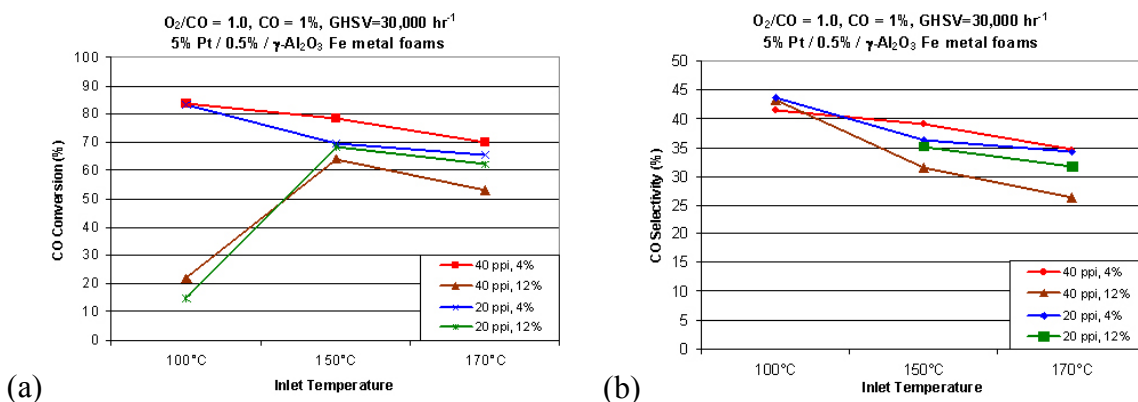 O₂/CO = 1.0, CO = 1%, GHSV=30,000 hr⁻¹
5% Pt / 0.5% / γ-Al₂O₃ Fe metal foams
CO Conversion (%)
100
90
80
70
60
50
40
30
20
10
0
40 ppi, 4%
40 ppi, 12%
20 ppi, 4%
20 ppi, 12%
100°C 150°C 170°C
Inlet Temperature
(a)
O₂/CO = 1.0, CO = 1%, GHSV=30,000 hr⁻¹
5% Pt / 0.5% / γ-Al₂O₃ Fe metal foams
CO Selectivity (%)
50
45
40
35
30
25
20
15
10
5
0
40 ppi, 4%
40 ppi, 12%
20 ppi, 4%
20 ppi, 12%
100°C 150°C 170°C
Inlet Temperature
(b)